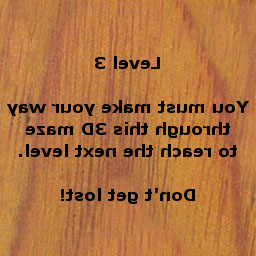 Level 3
You must make your way
through this 3D maze
to reach the next level.
Don't get lost!